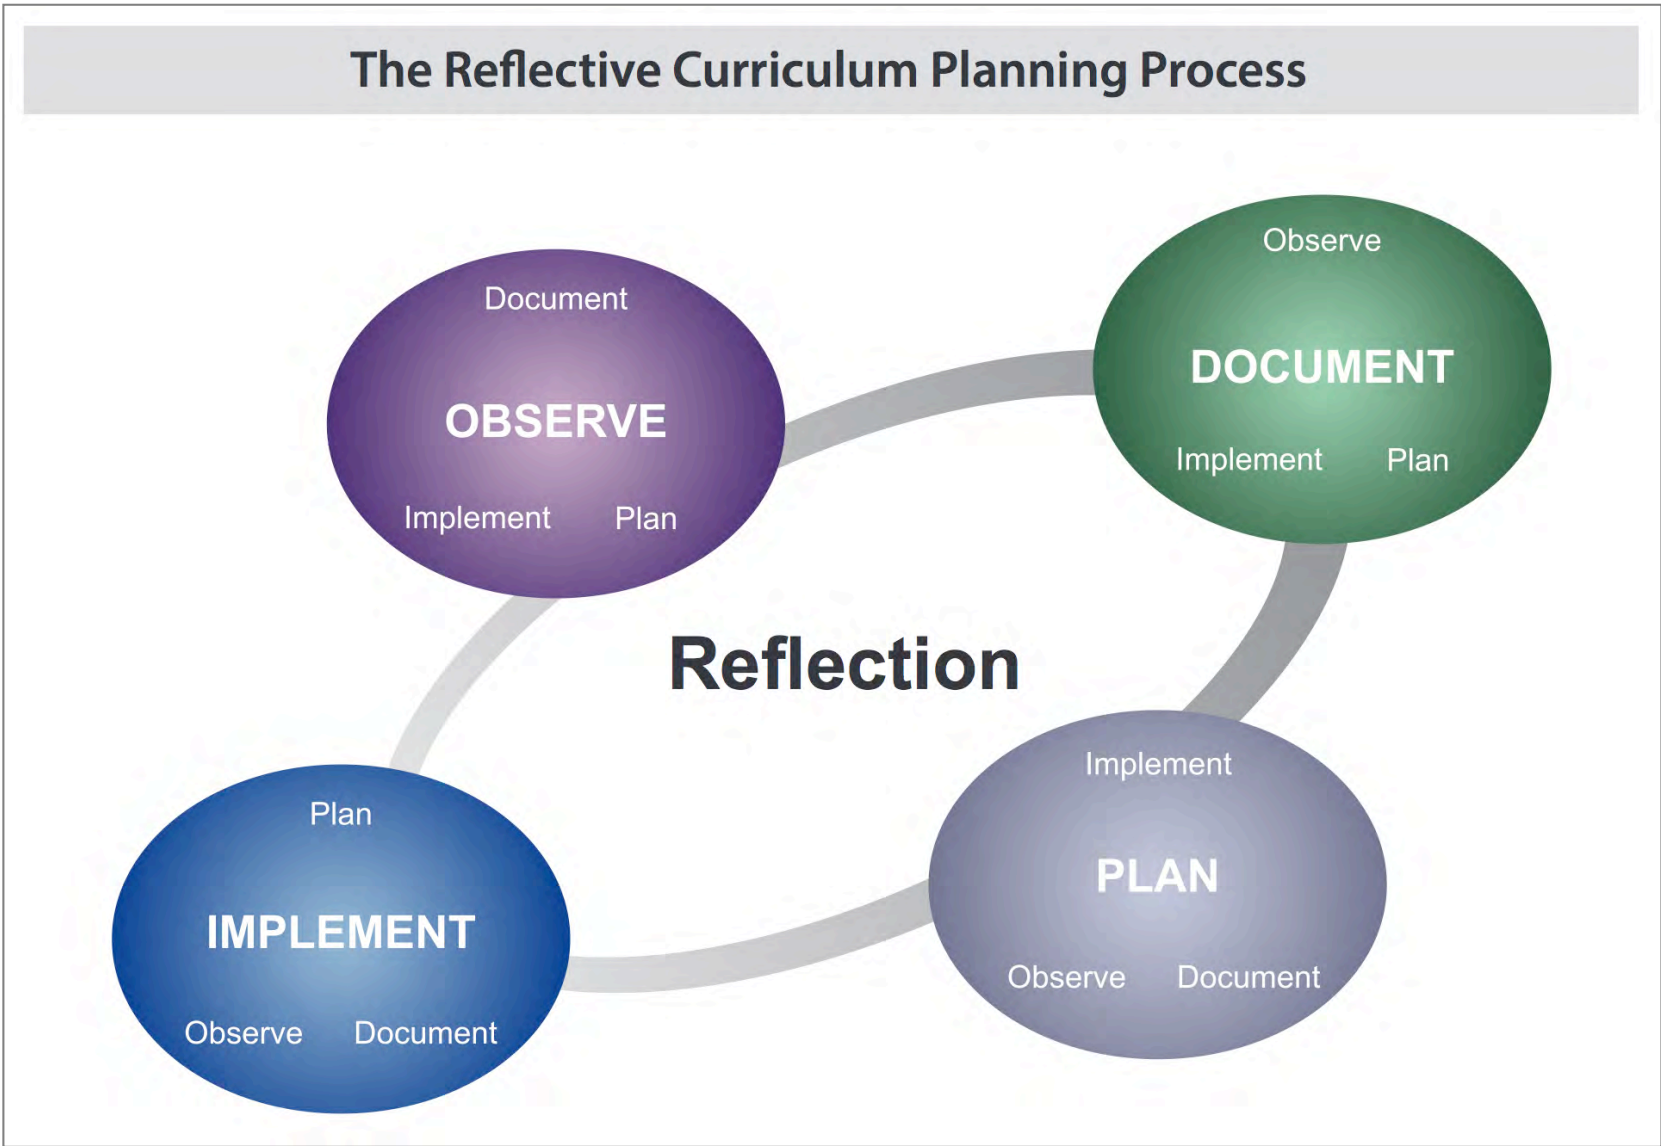 The Reflective Curriculum Planning Process
Document
OBSERVE
Implement Plan
Observe
DOCUMENT
Implement Plan
Reflection
Plan
IMPLEMENT
Observe Document
Implement
PLAN
Observe Document